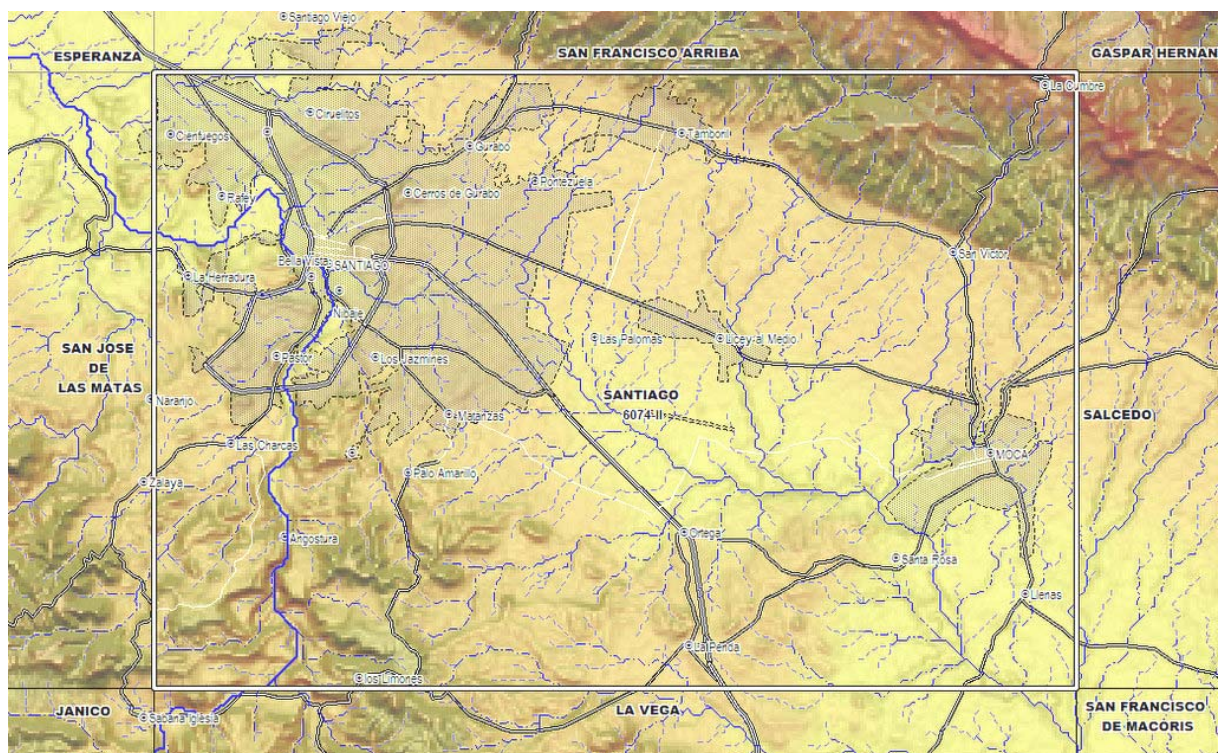 Santiago Viejo
ESPERANZA
SAN FRANCISCO ARRIBA
GASPAR HERNAN
La Cumbre
Cienfuegos
Ciruelitos
Tamboril
Gurabo
Rafey
Cerros de Gurabo
Pontezuela
San Victor
Bella Vista
SANTIAGO
La Herradura
Nibaje
Las Palomas
Licey-al Medio
SAN JOSE
DE
LAS MATAS
Pastor
Los Jazmines
Naranjo
SANTIAGO
6074-II
Matanzas
SALCEDO
Las Charcas
MOCA
Palo Amarillo
Zalaya
Angostura
Ortega
Santa Rosa
Llenas
La Penda
los Limones
JANICO
Sabana Iglesia
LA VEGA
SAN FRANCISCO
DE MACORIS